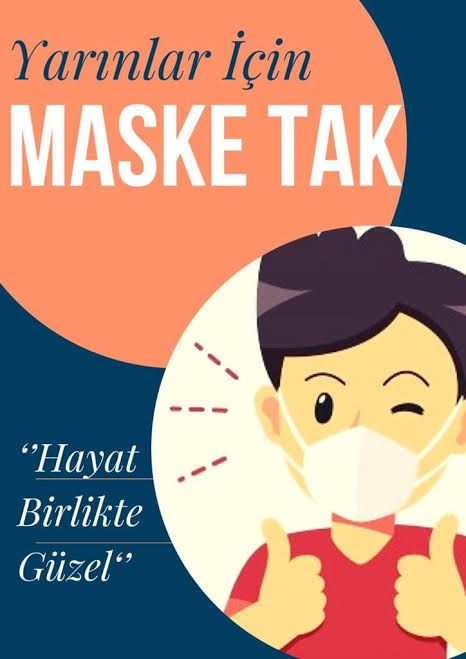 Yarınlar İçin
MASKE TAK
‘’Hayat
Birlikte
Güzel‘’